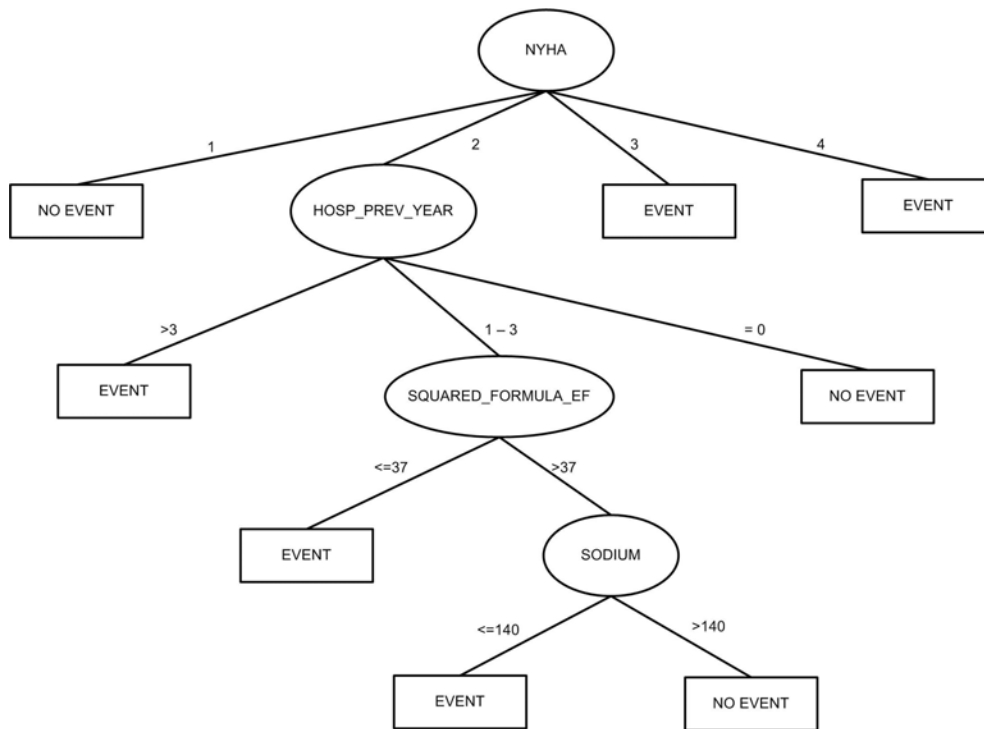 NYHA
1
2
3
4
NO EVENT
HOSP_PREV_YEAR
EVENT
EVENT
>3
1 – 3
= 0
EVENT
SQUARED_FORMULA_EF
NO EVENT
<=37
>37
EVENT
SODIUM
<=140
>140
EVENT
NO EVENT